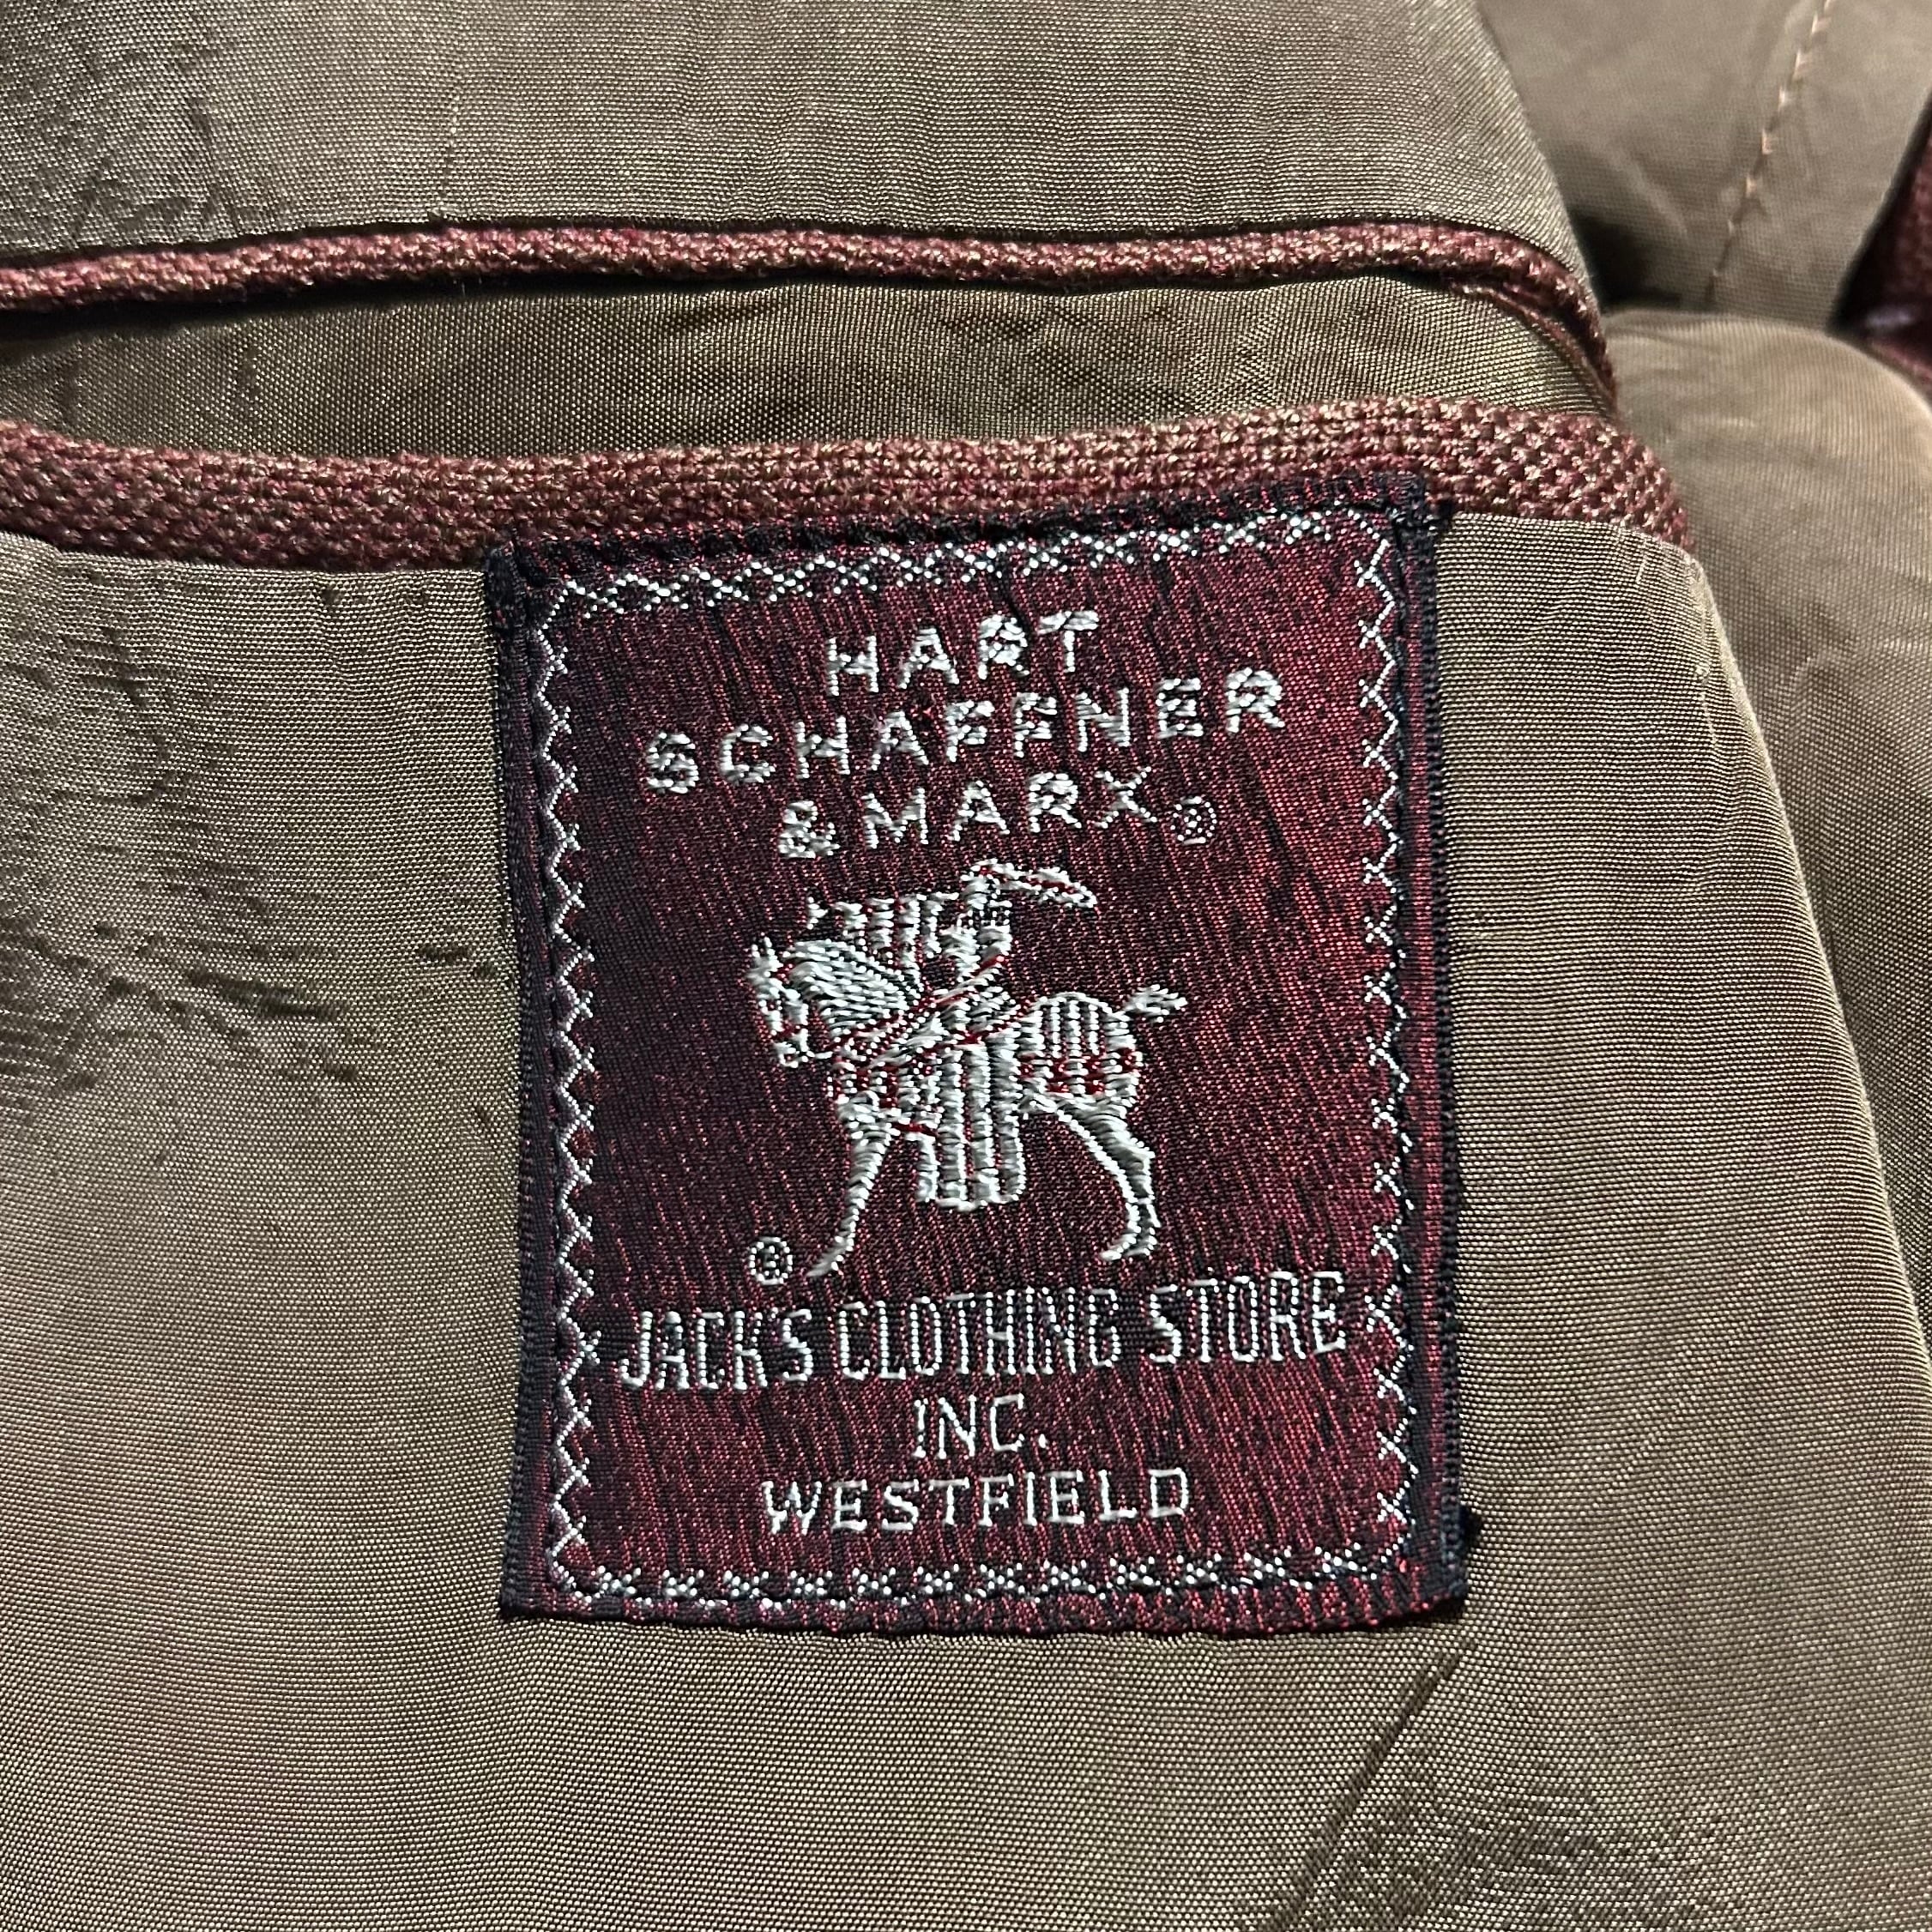 HART
SCHAFFNER
& MARX®
®
JACK'S CLOTHING STORE
INC.
WESTFIELD